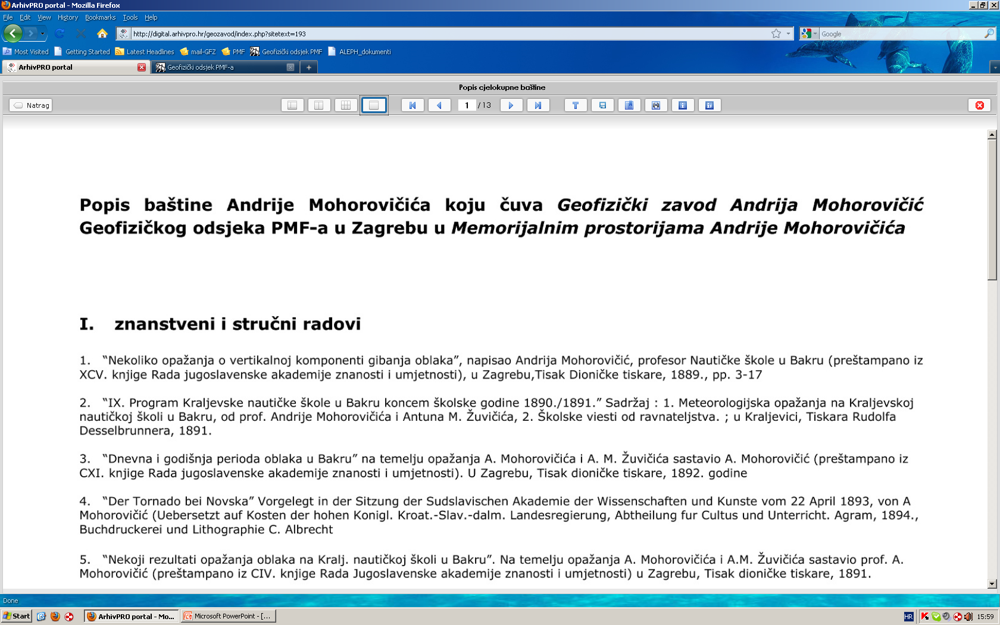 ArhivPRO portal - Mozilla Firefox
File Edit View History Bookmarks Tools Help
http://digital.arhivpro.hr/geozavod/index.php?sitetext=193
Google
Most Visited Getting Started Latest Headlines mail-GFZ PMF Geofizički odsjek PMF ALEPH_dokumenti
ArhivPRO portal Geofizički odsjek PMF-a
Popis cjelokupne baštine
Natrag 1 / 13 T
Popis baštine Andrije Mohorovičića koju čuva Geofizički zavod Andrija Mohorovičić
Geofizičkog odsjeka PMF-a u Zagrebu u Memorijalnim prostorijama Andrije Mohorovičića
I. znanstveni i stručni radovi
1. “Nekoliko opažanja o vertikalnoj komponenti gibanja oblaka”, napisao Andrija Mohorovičić, profesor Nautičke škole u Bakru (preštampano iz
XCV. knjige Rada jugoslavenske akademije znanosti i umjetnosti), u Zagrebu,Tisak Dioničke tiskare, 1889., pp. 3-17
2. “IX. Program Kraljevske nautičke škole u Bakru koncem školske godine 1890./1891.” Sadržaj : 1. Meteorologijska opažanja na Kraljevskoj
nautičkoj školi u Bakru, od prof. Andrije Mohorovičića i Antuna M. Žuvičića, 2. Školske viesti od ravnateljstva. ; u Kraljevici, Tiskara Rudolfa
Desselbrunnera, 1891.
3. “Dnevna i godišnja perioda oblaka u Bakru” na temelju opažanja A. Mohorovičića i A. M. Žuvičića sastavio A. Mohorovičić (preštampano iz
CXI. knjige Rada jugoslavenske akademije znanosti i umjetnosti). U Zagrebu, Tisak dioničke tiskare, 1892. godine
4. “Der Tornado bei Novska” Vorgelegt in der Sitzung der Sudslavischen Akademie der Wissenschaften und Kunste vom 22 April 1893, von A
Mohorovičić (Uebersetzt auf Kosten der hohen Konigl. Kroat.-Slav.-dalm. Landesregierung, Abtheilung fur Cultus und Unterricht. Agram, 1894.,
Buchdruckerei und Lithographie C. Albrecht
5. “Nekoji rezultati opažanja oblaka na Kralj. nautičkoj školi u Bakru”. Na temelju opažanja A. Mohorovičića i A.M. Žuvičića sastavio prof. A.
Mohorovičić (preštampano iz CIV. knjige Rada Jugoslavenske akademije znanosti i umjetnosti) u Zagrebu, Tisak dioničke tiskare, 1891.
Done
Start ArhivPRO portal - Mo... Microsoft PowerPoint - [... HR 15:59